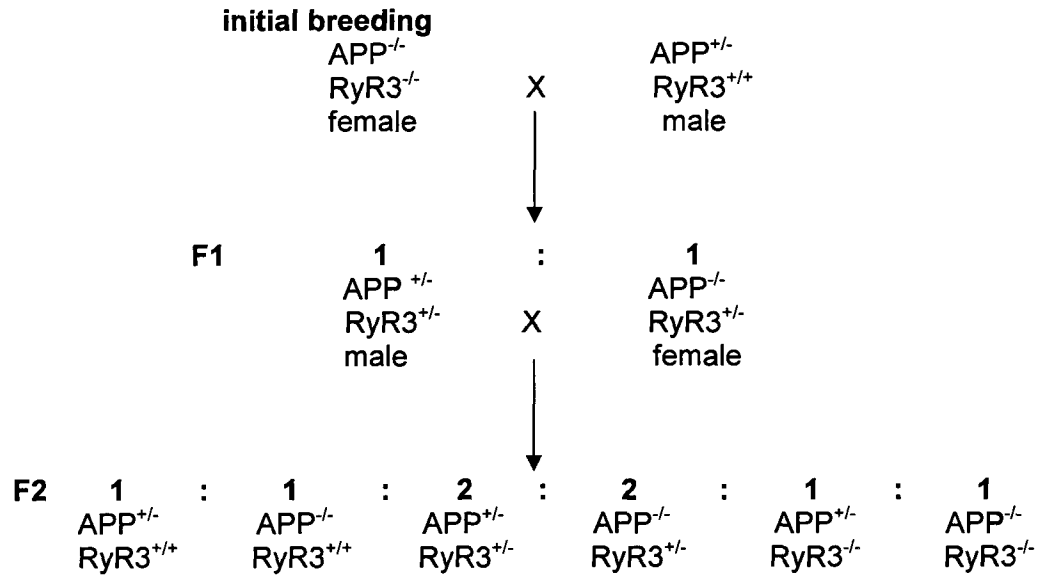 initial breeding
APP-/- APP+/-
RyR3-/- X RyR3+/+
female male
F1 1 : 1
APP +/- APP-/-
RyR3+/- X RyR3+/-
male female
F2 1 : 1 : 2 : 2 : 1 : 1
APP+/- APP-/- APP+/- APP-/- APP+/- APP-/-
RyR3+/+ RyR3+/+ RyR3+/- RyR3+/- RyR3-/- RyR3-/-